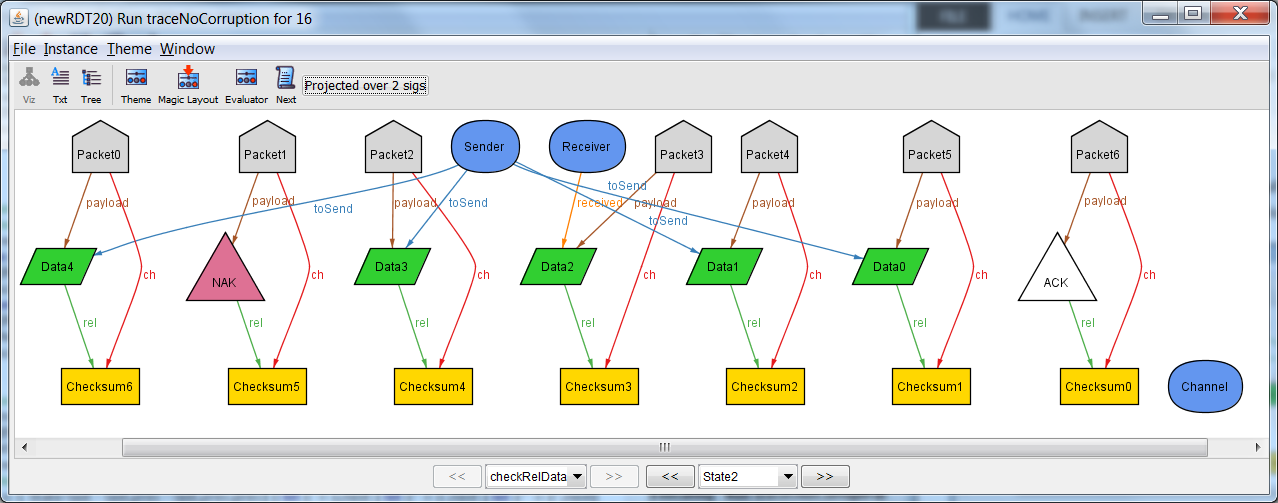 (newRDT20) Run traceNoCorruption for 16
FILE HOME INSERT
File Instance Theme Window
Viz Txt Tree Theme Magic Layout Evaluator Next Projected over 2 sigs
Packet0 Packet1 Packet2 Sender Receiver Packet3 Packet4 Packet5 Packet6
toSend
payload payload payload toSend toSend received payload toSend payload payload payload
Data4 NAK Data3 Data2 Data1 Data0 ACK
ch ch ch ch ch ch ch
rel rel rel rel rel rel rel
Checksum6 Checksum5 Checksum4 Checksum3 Checksum2 Checksum1 Checksum0 Channel
<< checkRelData >> << State2 >>